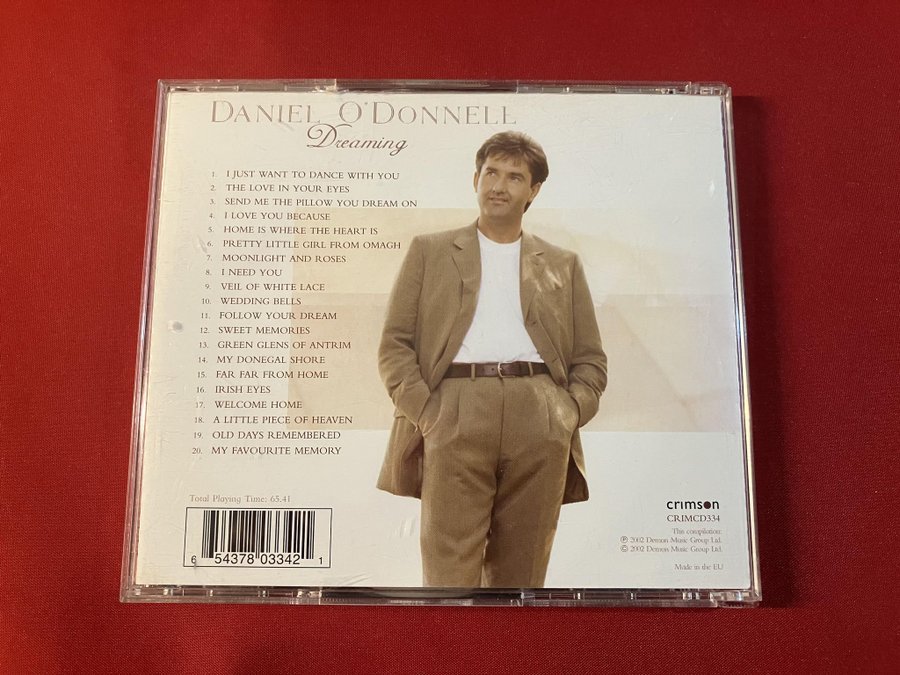 DANIEL O'DONNELL
Dreaming
1. I JUST WANT TO DANCE WITH YOU
2. THE LOVE IN YOUR EYES
3. SEND ME THE PILLOW YOU DREAM ON
4. I LOVE YOU BECAUSE
5. HOME IS WHERE THE HEART IS
6. PRETTY LITTLE GIRL FROM OMAGH
7. MOONLIGHT AND ROSES
8. I NEED YOU
9. VEIL OF WHITE LACE
10. WEDDING BELLS
11. FOLLOW YOUR DREAM
12. SWEET MEMORIES
13. GREEN GLENS OF ANTRIM
14. MY DONEGAL SHORE
15. FAR FAR FROM HOME
16. IRISH EYES
17. WELCOME HOME
18. A LITTLE PIECE OF HEAVEN
19. OLD DAYS REMEMBERED
20. MY FAVOURITE MEMORY
Total Playing Time: 65.41
6 54378 03342 1
crimson
CRIMCD334
This compilation:
℗ 2002 Demon Music Group Ltd.
© 2002 Demon Music Group Ltd.
Made in the EU